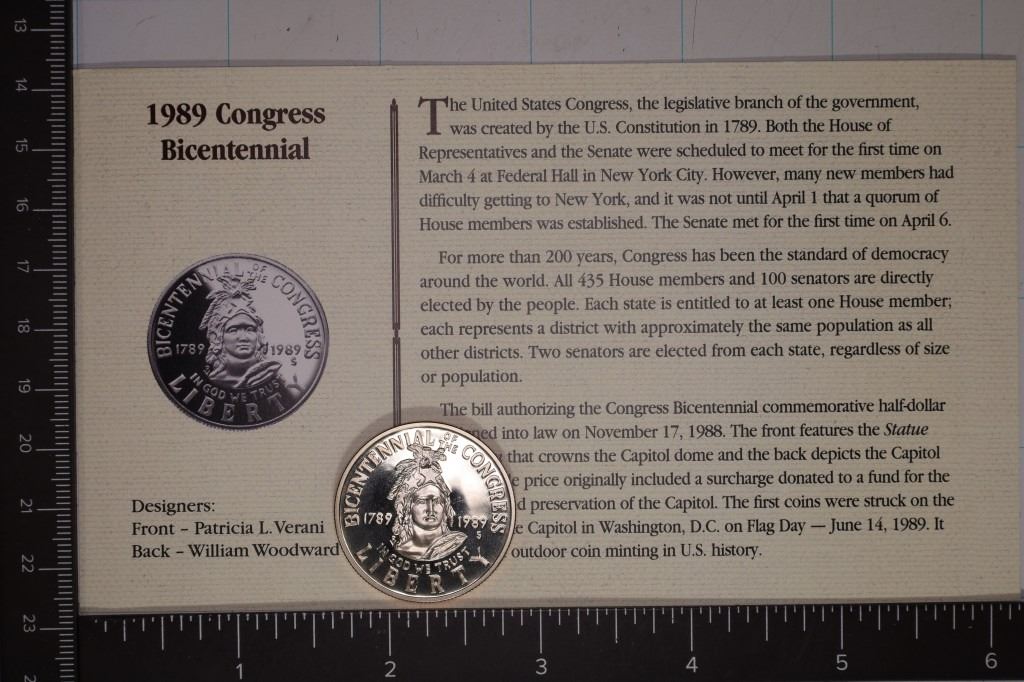 1989 Congress
Bicentennial
BICENTENNIAL OF THE CONGRESS
1789 1989
S
IN GOD WE TRUST
LIBERTY
Designers:
Front – Patricia L. Verani
Back – William Woodward
The United States Congress, the legislative branch of the government,
was created by the U.S. Constitution in 1789. Both the House of
Representatives and the Senate were scheduled to meet for the first time on
March 4 at Federal Hall in New York City. However, many new members had
difficulty getting to New York, and it was not until April 1 that a quorum of
House members was established. The Senate met for the first time on April 6.
For more than 200 years, Congress has been the standard of democracy
around the world. All 435 House members and 100 senators are directly
elected by the people. Each state is entitled to at least one House member;
each represents a district with approximately the same population as all
other districts. Two senators are elected from each state, regardless of size
or population.
The bill authorizing the Congress Bicentennial commemorative half-dollar
ned into law on November 17, 1988. The front features the Statue
that crowns the Capitol dome and the back depicts the Capitol
e price originally included a surcharge donated to a fund for the
d preservation of the Capitol. The first coins were struck on the
e Capitol in Washington, D.C. on Flag Day — June 14, 1989. It
outdoor coin minting in U.S. history.
BICENTENNIAL OF THE CONGRESS
1789 1989
S
IN GOD WE TRUST
LIBERTY
13
14
15
16
17
18
19
20
21
22
23
1 2 3 4 5 6